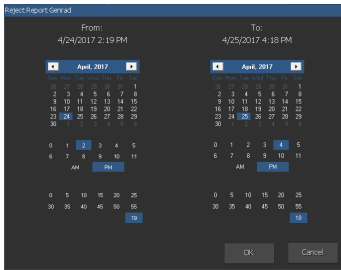 Reject Report Genrad
From:
4/24/2017 2:19 PM
April, 2017
Sun Mon Tue Wed Thu Fri Sat
26 27 28 29 30 31 1
2 3 4 5 6 7 8
9 10 11 12 13 14 15
16 17 18 19 20 21 22
23 24 25 26 27 28 29
30 1 2 3 4 5 6
0 1 2 3 4 5
6 7 8 9 10 11
AM PM
0 5 10 15 20 25
30 35 40 45 50 55
19
To:
4/25/2017 4:18 PM
April, 2017
Sun Mon Tue Wed Thu Fri Sat
26 27 28 29 30 31 1
2 3 4 5 6 7 8
9 10 11 12 13 14 15
16 17 18 19 20 21 22
23 24 25 26 27 28 29
30 1 2 3 4 5 6
0 1 2 3 4 5
6 7 8 9 10 11
AM PM
0 5 10 15 20 25
30 35 40 45 50 55
18
OK Cancel